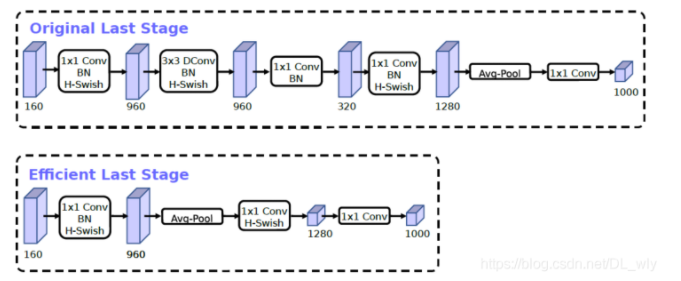 Original Last Stage
1x1 Conv
BN
H-Swish
3x3 DConv
BN
H-Swish
1x1 Conv
BN
1x1 Conv
BN
H-Swish
Avg-Pool
1x1 Conv
160
960
960
320
1280
1000
Efficient Last Stage
1x1 Conv
BN
H-Swish
Avg-Pool
1x1 Conv
H-Swish
1x1 Conv
160
960
1280
1000
https://blog.csdn.net/DL_wly